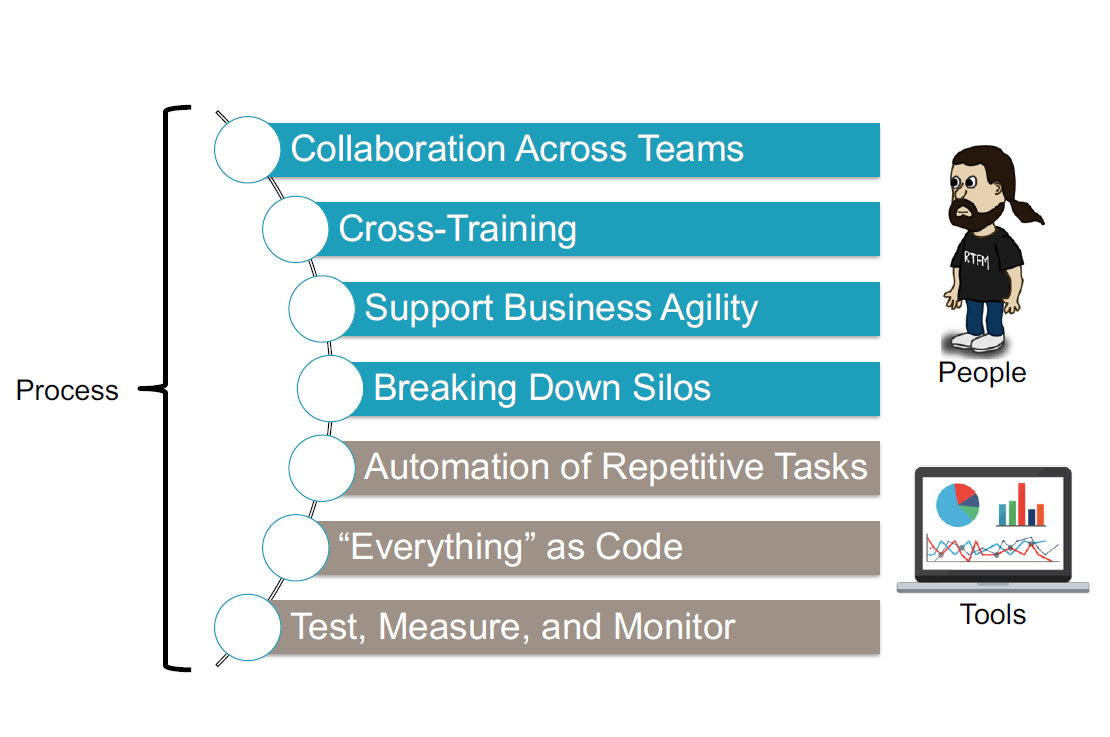 Collaboration Across Teams
Cross-Training
Support Business Agility
Breaking Down Silos
Automation of Repetitive Tasks
“Everything” as Code
Test, Measure, and Monitor
Process
RTFM
People
Tools